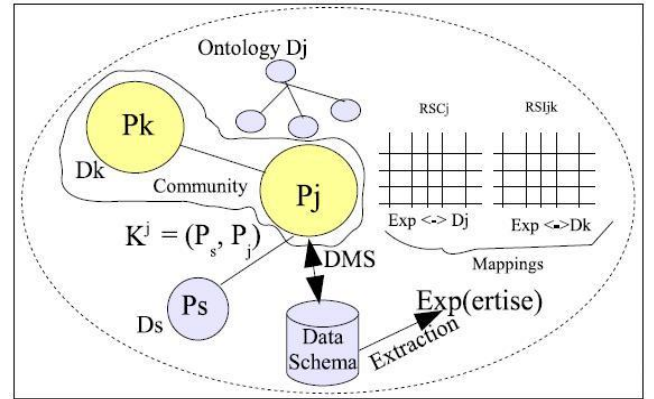 Ontology Dj
Pk
Dk
Community
Pj
RSCj
RSIjk
Exp <-> Dj
Exp <->Dk
Mappings
K^j = (P_s, P_j)
DMS
Ps
Ds
Data
Schema
Extraction
Exp(ertise)